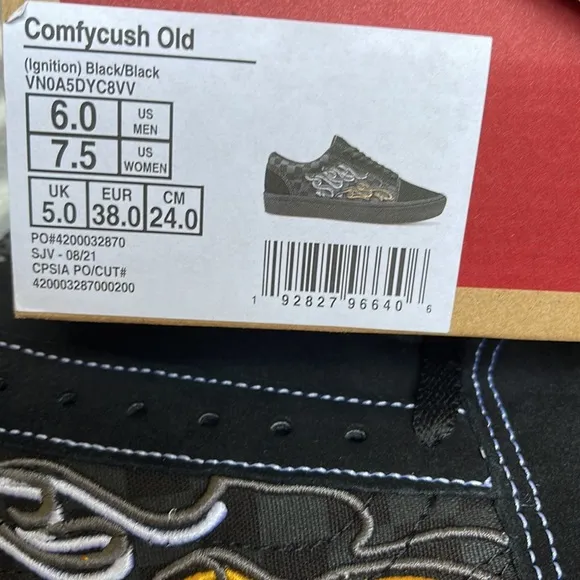 Comfycush Old
(Ignition) Black/Black
VN0A5DYC8VV
6.0 US MEN
7.5 US WOMEN
UK 5.0 EUR 38.0 CM 24.0
PO#4200032870
SJV - 08/21
CPSIA PO/CUT#
420003287000200
1 92827 96640 6